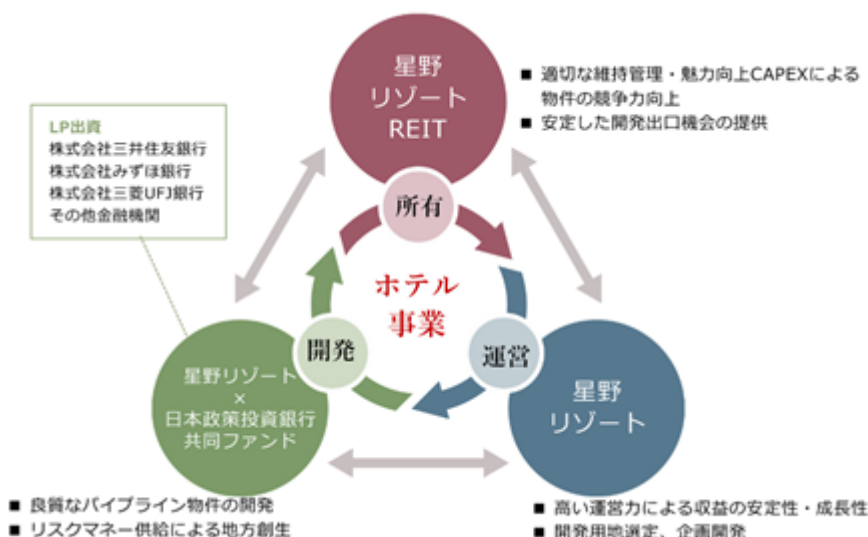 星野
リゾート
REIT
■ 適切な維持管理・魅力向上CAPEXによる
物件の競争力向上
■ 安定した開発出口機会の提供
LP出資
株式会社三井住友銀行
株式会社みずほ銀行
株式会社三菱UFJ銀行
その他金融機関
所有
ホテル
事業
開発
運営
星野リゾート
×
日本政策投資銀行
共同ファンド
星野
リゾート
■ 良質なパイプライン物件の開発
■ リスクマネー供給による地方創生
■ 高い運営力による収益の安定性・成長性
■ 開発用地選定、企画開発